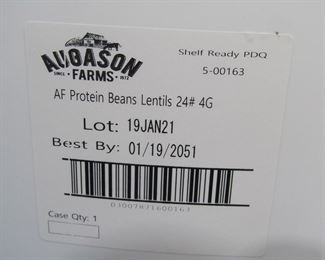 Shelf Ready PDQ
AUGASON
SINCE FARMS 1972
5-00163
AF Protein Beans Lentils 24# 4G
Lot: 19JAN21
Best By: 01/19/2051
Case Qty: 1